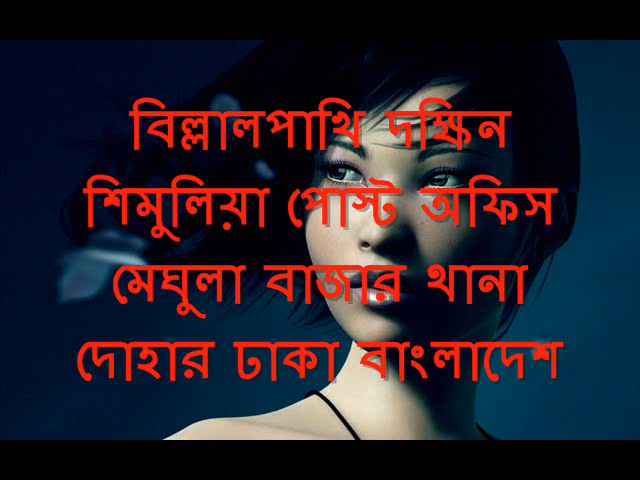 বিল্লালপাখি দক্ষিন
শিমুলিয়া পোস্ট অফিস
মেঘুলা বাজার থানা
দোহার ঢাকা বাংলাদেশ